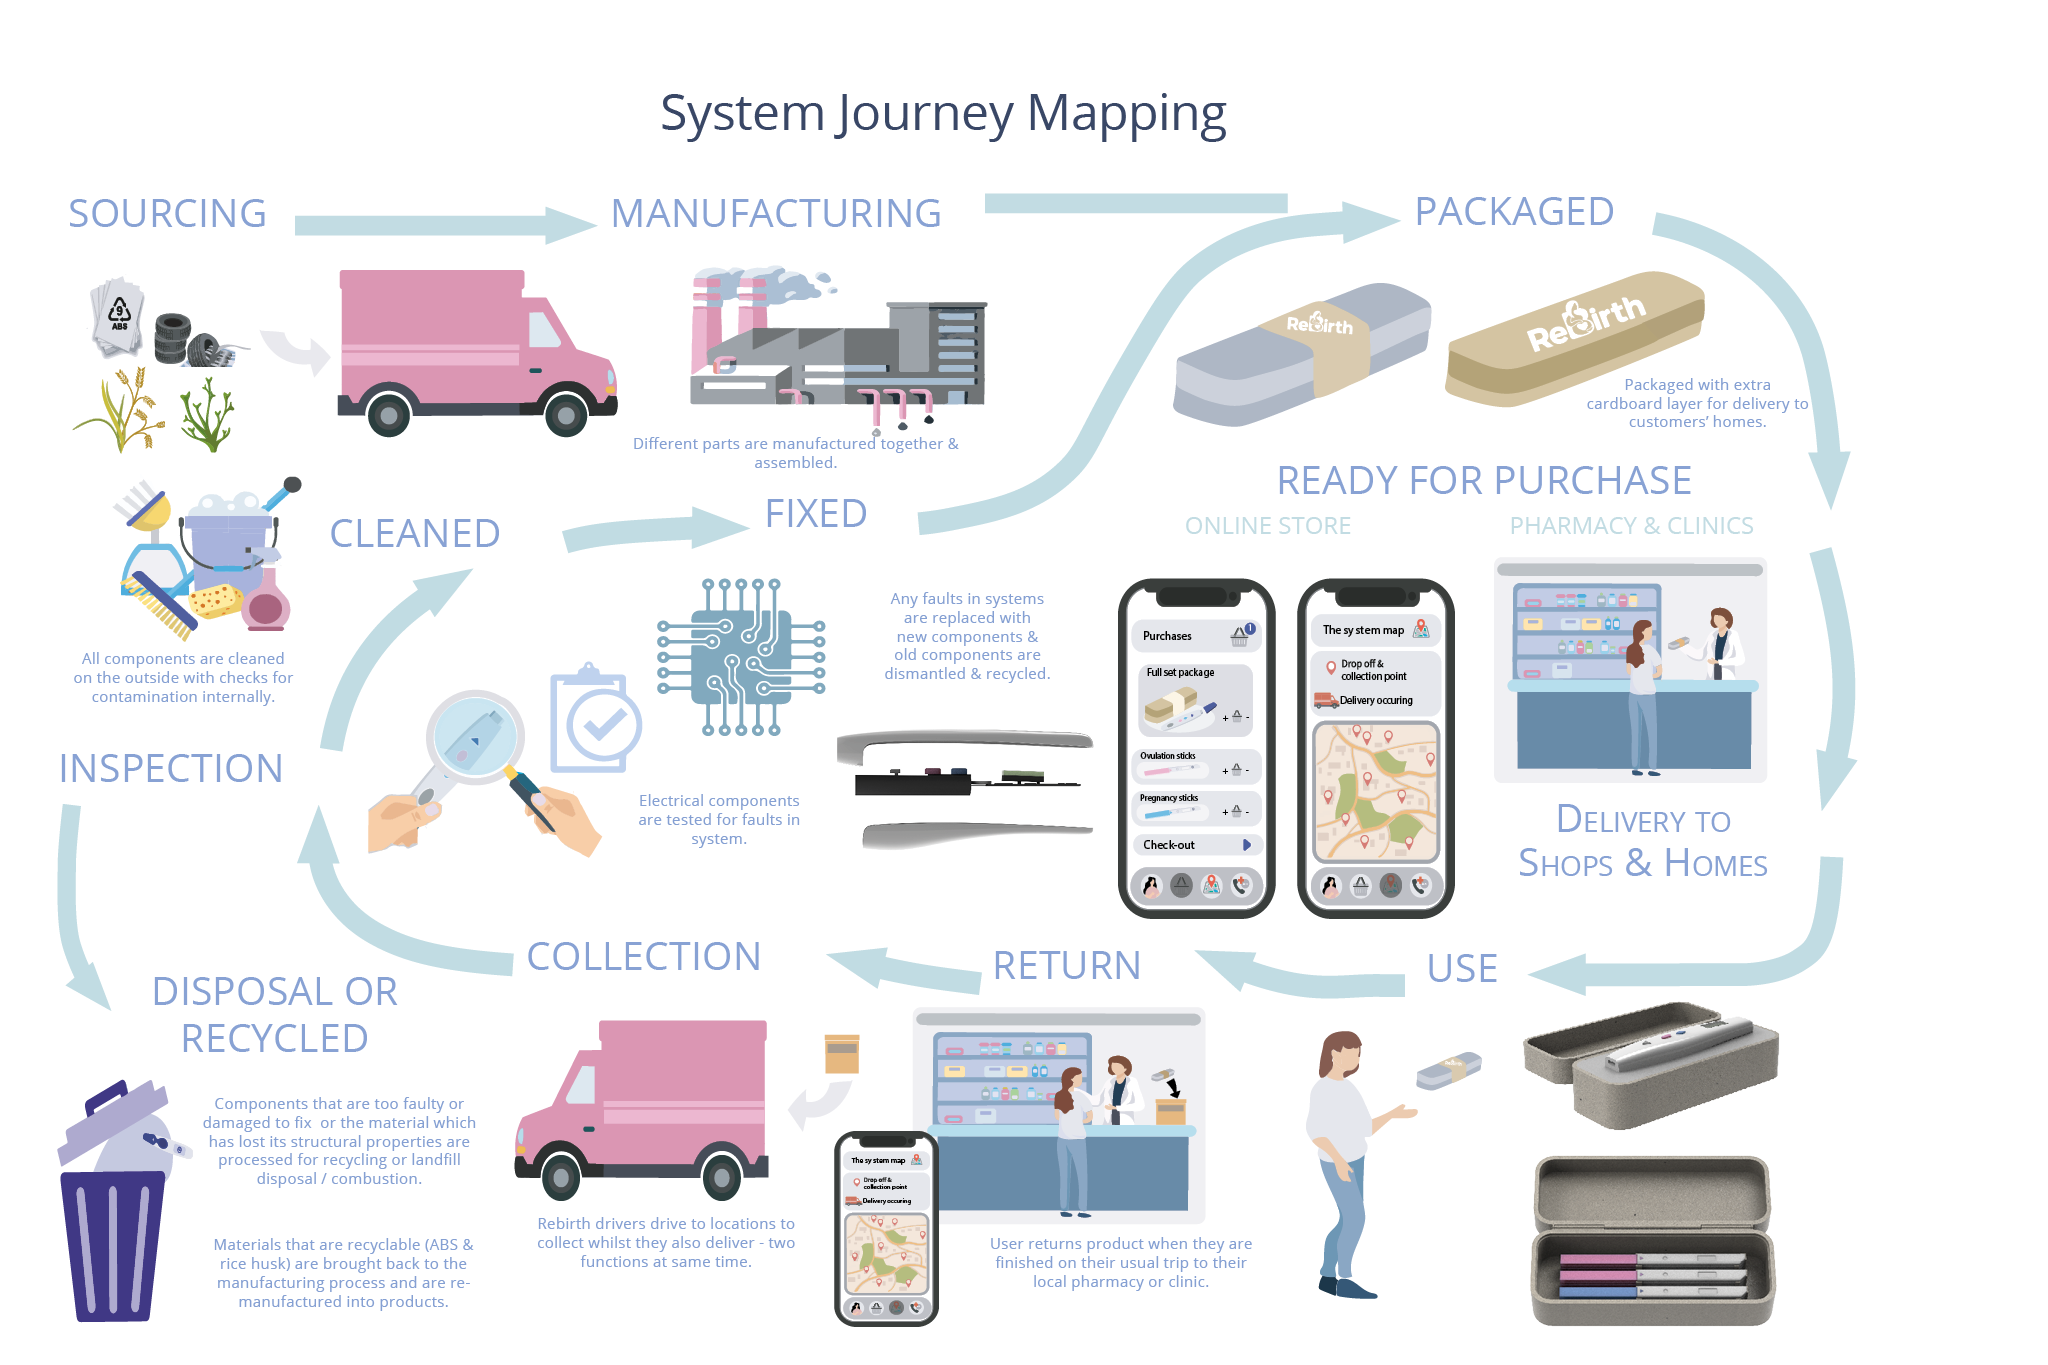 System Journey Mapping
SOURCING
MANUFACTURING
PACKAGED
9
ABS
ReBirth
ReBirth
Different parts are manufactured together &
assembled.
Packaged with extra
cardboard layer for delivery to
customers’ homes.
CLEANED
FIXED
READY FOR PURCHASE
ONLINE STORE
PHARMACY & CLINICS
All components are cleaned
on the outside with checks for
contamination internally.
Any faults in systems
are replaced with
new components &
old components are
dismantled & recycled.
Purchases
1
Full set package
+ -
Ovulation sticks
+ -
Pregnancy sticks
+ -
Check-out
The sy stem map
Drop off &
collection point
Delivery occuring
INSPECTION
Electrical components
are tested for faults in
system.
DELIVERY TO
SHOPS & HOMES
DISPOSAL OR
RECYCLED
COLLECTION
RETURN
USE
Components that are too faulty or
damaged to fix or the material which
has lost its structural properties are
processed for recycling or landfill
disposal / combustion.
Materials that are recyclable (ABS &
rice husk) are brought back to the
manufacturing process and are re-
manufactured into products.
Rebirth drivers drive to locations to
collect whilst they also deliver - two
functions at same time.
The sy stem map
Drop off &
collection point
Delivery occuring
User returns product when they are
finished on their usual trip to their
local pharmacy or clinic.